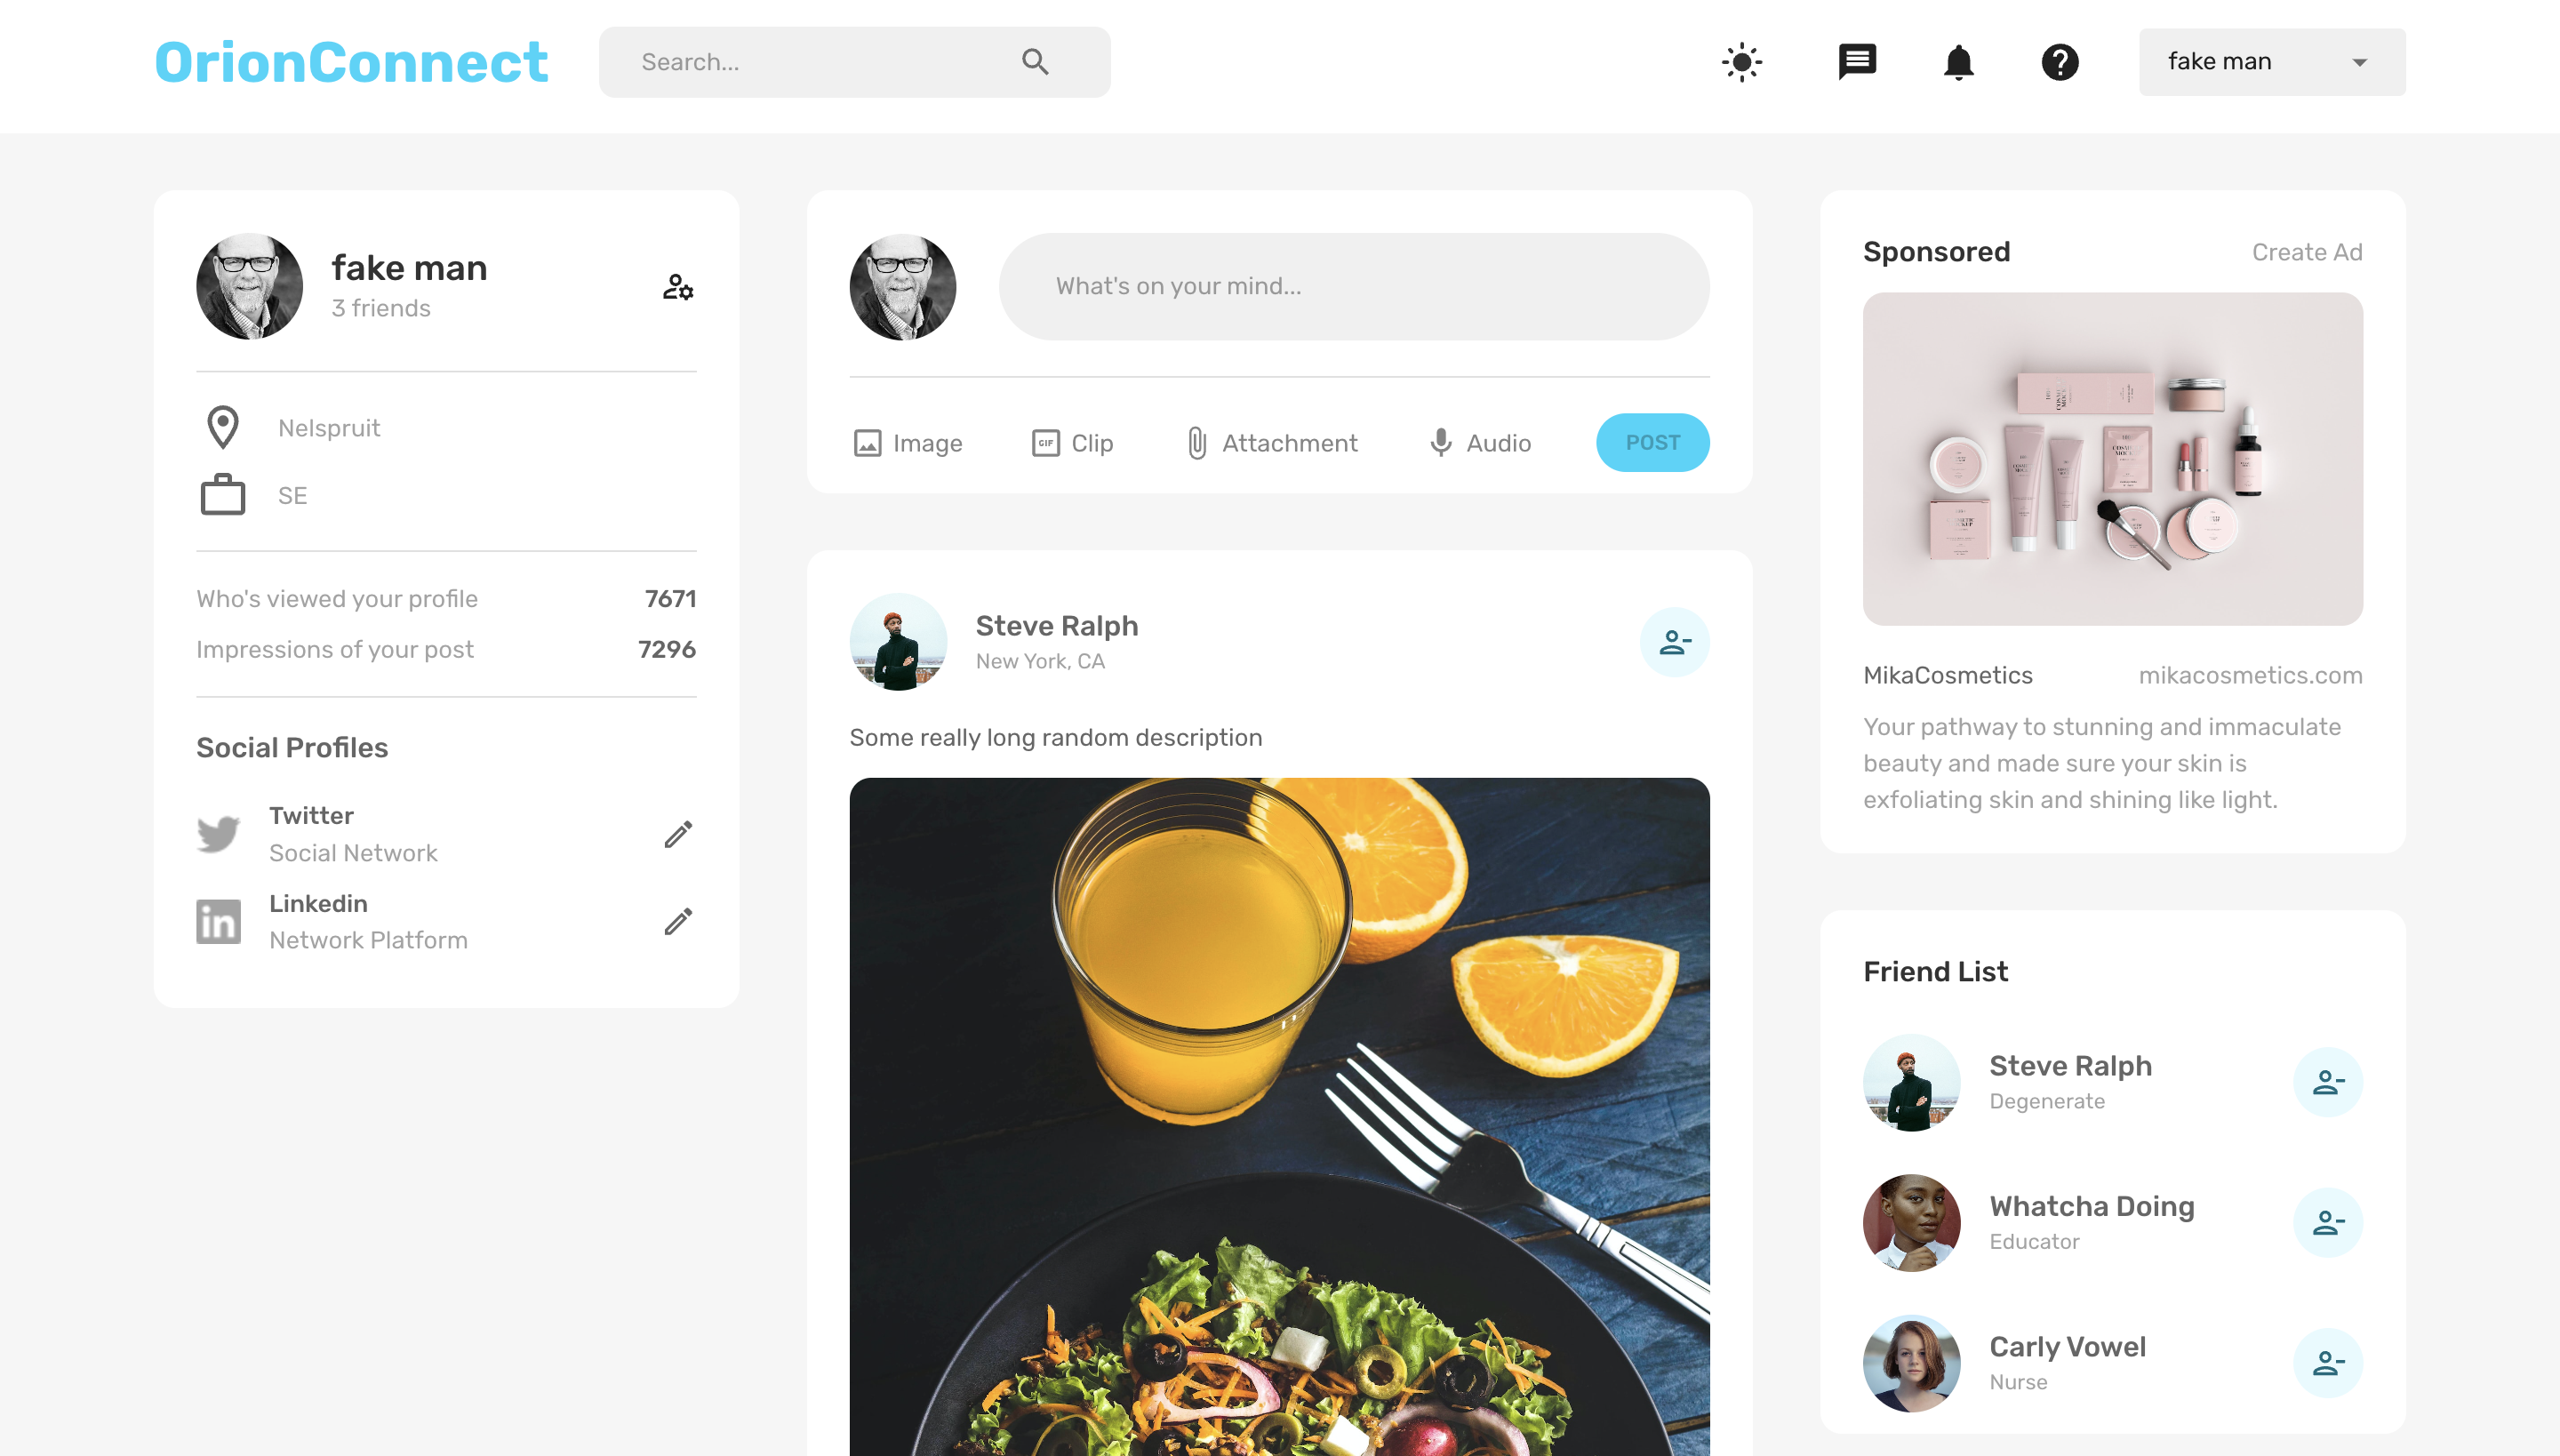 OrionConnect
Search...
fake man
fake man
3 friends
Nelspruit
SE
Who's viewed your profile 7671
Impressions of your post 7296
Social Profiles
Twitter
Social Network
Linkedin
Network Platform
What's on your mind...
Image
GIF Clip
Attachment
Audio
POST
Steve Ralph
New York, CA
Some really long random description
Sponsored Create Ad
MikaCosmetics mikacosmetics.com
Your pathway to stunning and immaculate
beauty and made sure your skin is
exfoliating skin and shining like light.
Friend List
Steve Ralph
Degenerate
Whatcha Doing
Educator
Carly Vowel
Nurse